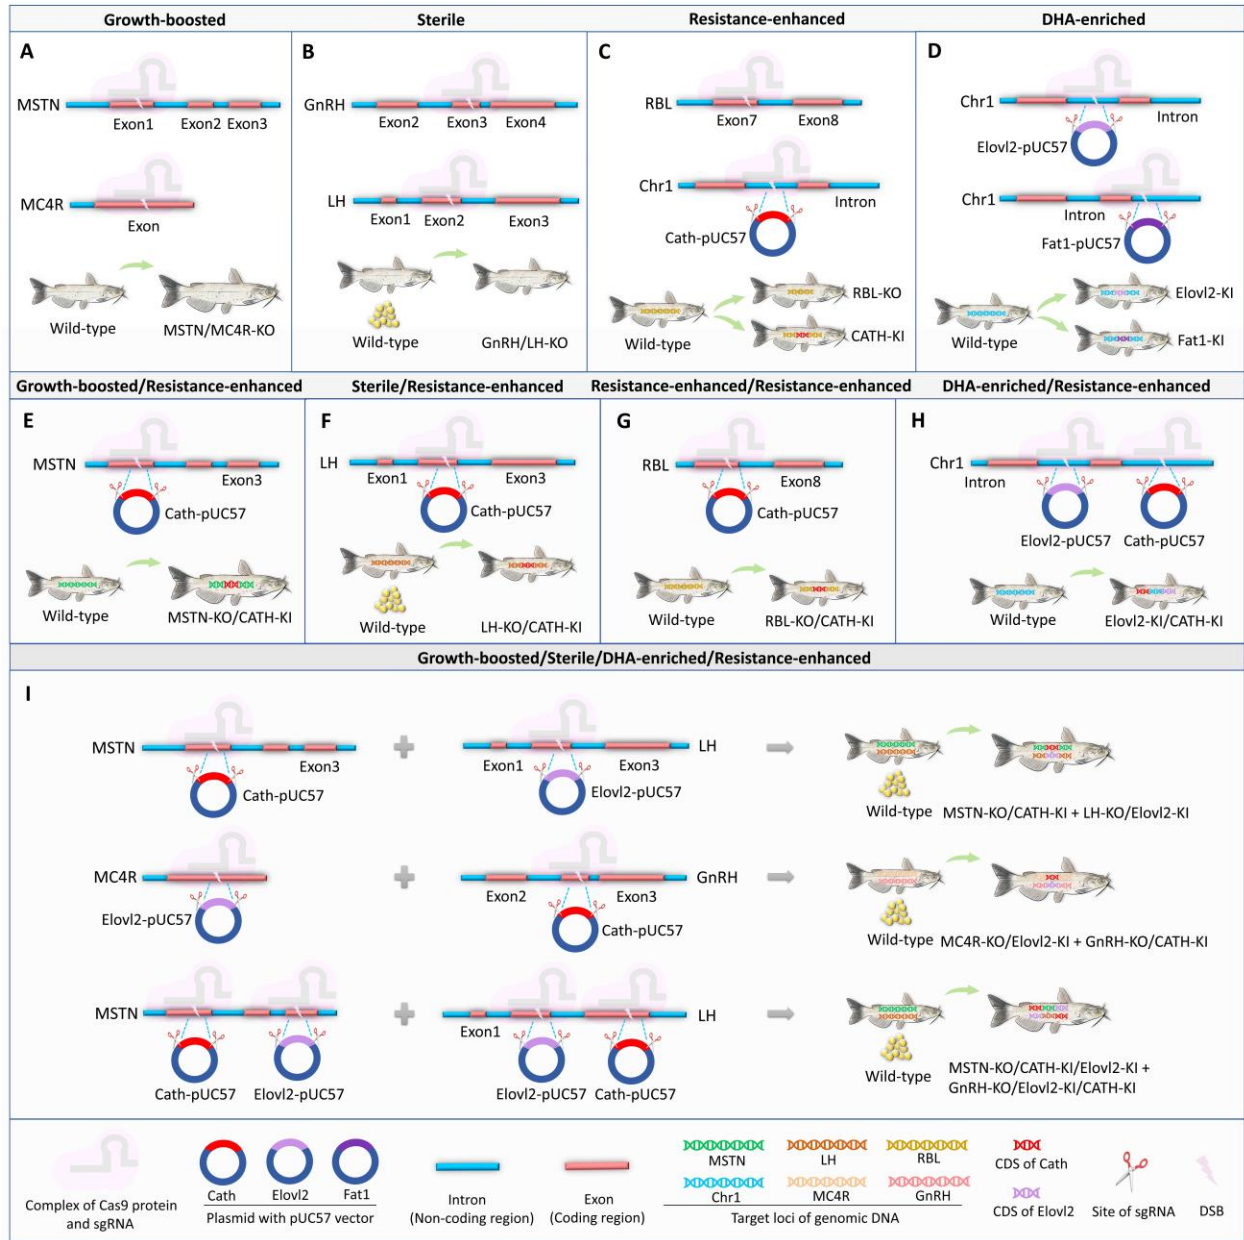 Growth-boosted
Sterile
Resistance-enhanced
DHA-enriched
A
MSTN
Exon1
Exon2
Exon3
MC4R
Exon
Wild-type
MSTN/MC4R-KO
B
GnRH
Exon2
Exon3
Exon4
LH
Exon1
Exon2
Exon3
Wild-type
GnRH/LH-KO
C
RBL
Exon7
Exon8
Chr1
Intron
Cath-pUC57
RBL-KO
Wild-type
CATH-KI
D
Chr1
Intron
Elovl2-pUC57
Chr1
Intron
Fat1-pUC57
Elovl2-KI
Wild-type
Fat1-KI
Growth-boosted/Resistance-enhanced
Sterile/Resistance-enhanced
Resistance-enhanced/Resistance-enhanced
DHA-enriched/Resistance-enhanced
E
MSTN
Exon3
Cath-pUC57
Wild-type
MSTN-KO/CATH-KI
F
LH
Exon1
Exon3
Cath-pUC57
Wild-type
LH-KO/CATH-KI
G
RBL
Exon8
Cath-pUC57
Wild-type
RBL-KO/CATH-KI
H
Chr1
Intron
Elovl2-pUC57
Cath-pUC57
Wild-type
Elovl2-KI/CATH-KI
Growth-boosted/Sterile/DHA-enriched/Resistance-enhanced
I
MSTN
Exon3
Cath-pUC57
LH
Exon1
Exon3
Elovl2-pUC57
Wild-type
MSTN-KO/CATH-KI + LH-KO/Elovl2-KI
MC4R
Elovl2-pUC57
GnRH
Exon2
Exon3
Cath-pUC57
Wild-type
MC4R-KO/Elovl2-KI + GnRH-KO/CATH-KI
MSTN
Cath-pUC57
Elovl2-pUC57
LH
Exon1
Elovl2-pUC57
Cath-pUC57
Wild-type
MSTN-KO/CATH-KI/Elovl2-KI +
GnRH-KO/Elovl2-KI/CATH-KI
Complex of Cas9 protein
and sgRNA
Cath
Elovl2
Fat1
Plasmid with pUC57 vector
Intron
(Non-coding region)
Exon
(Coding region)
MSTN
LH
RBL
Chr1
MC4R
GnRH
Target loci of genomic DNA
CDS of Cath
CDS of Elovl2
Site of sgRNA
DSB